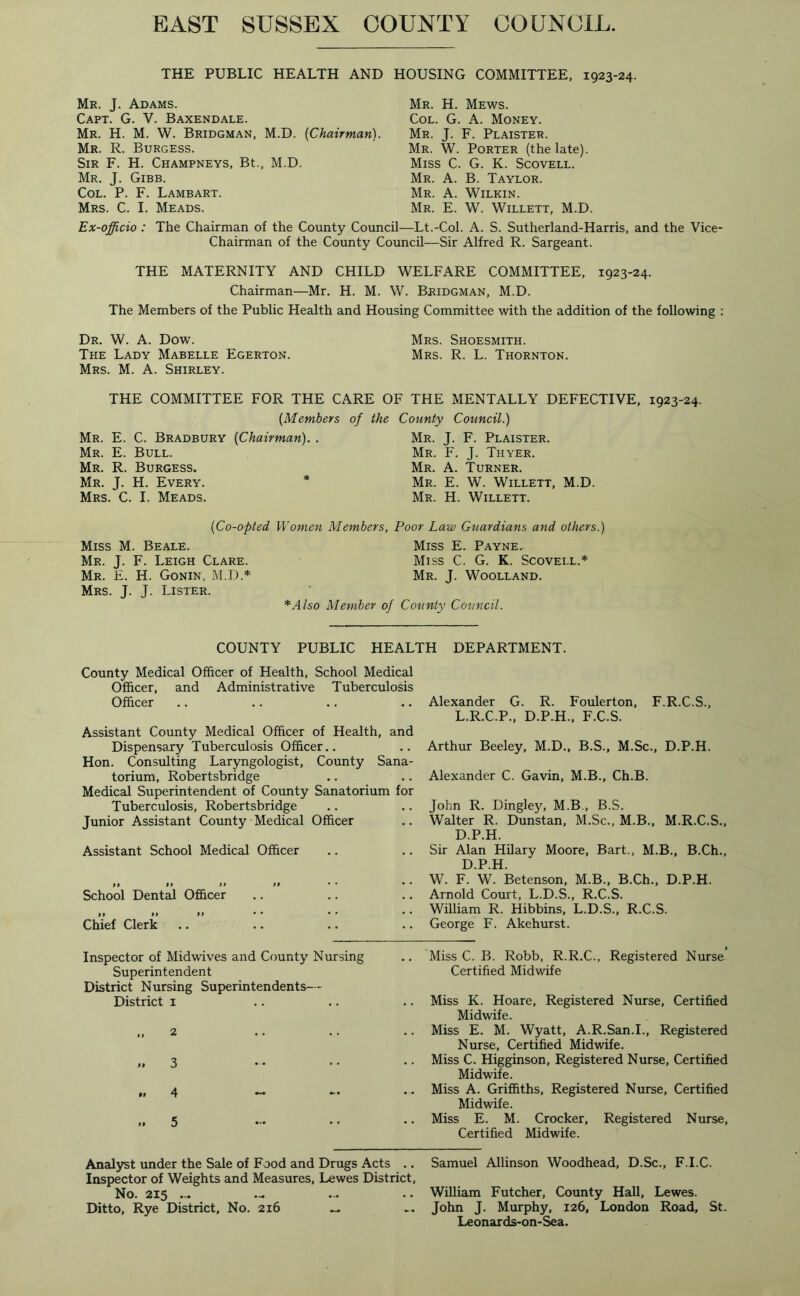 EAST SUSSEX COUNTY COUNCIL.
THE PUBLIC HEALTH AND HOUSING COMMITTEE, 1923-24.
Mr. J. Adams.
Capt. G. V. Baxendale.
Mr. H. M. W. Bridgman, M.D. (Chairman).
Mr. R. Burgess.
Sir F. H. Champneys, Bt., M.D.
Mr. J. Gibb.
Col. P. F. Lambart.
Mrs. C. I. Meads.
Mr. H. Mews.
Col. G. A. Money.
Mr. J. F. Plaister.
Mr. W. Porter (the late).
Miss C. G. K. Scovell.
Mr. A. B. Taylor.
Mr. A. Wilkin.
Mr. E. W. Willett, M.D.
Ex-officio : The Chairman of the County Council—Lt.-Col. A. S. Sutherland-Harris, and the Vice-
Chairman of the County Council—Sir Alfred R. Sargeant.
THE MATERNITY AND CHILD WELFARE COMMITTEE, 1923-24.
Chairman—Mr. H. M. W. Bridgman, M.D.
The Members of the Public Health and Housing Committee with the addition of the following :
Dr. W. A. Dow.
The Lady Mabelle Egerton.
Mrs. M. A. Shirley.
Mrs. Shoesmith.
Mrs. R. L. Thornton.
THE COMMITTEE FOR THE CARE OF THE MENTALLY DEFECTIVE, 1923-24.
(Members of the County Council.)
Mr. E. C. Bradbury (Chairman). .
Mr. E. Bull.
Mr. R. Burgess.
Mr. J. H. Every.
Mrs. C. I. Meads.
Mr. J. F. Plaister.
Mr. F. J. Thyer.
Mr. A. Turner.
Mr. E. W. Willett, M.D.
Mr. H. Willett.
(Co-opted Women Members, Poor Law Guardians and others.)
Miss M. Beale.
Mr. J. F. Leigh Clare.
Mr. E. H. Gonin, M.D.*
Mrs. J. J. Lister.
Miss E. Payne.
Miss C. G. K. Scovell.*
Mr. J. Woolland.
*Also Member of County Council.
COUNTY PUBLIC HEALTH DEPARTMENT.
County Medical Officer of Health, School Medical
Officer, and Administrative Tuberculosis
Officer .. .. .. .. Alexander G. R. Foulerton, F.R.C.S.,
L.R.C.P., D.P.H., F.C.S.
Assistant County Medical Officer of Health, and
Dispensary Tuberculosis Officer.. .. Arthur Beeley, M.D., B.S., M.Sc., D.P.H.
Hon. Consulting Laryngologist, County Sana-
torium, Robertsbridge .. .. Alexander C. Gavin, M.B., Ch.B.
Medical Superintendent of County Sanatorium for
Tuberculosis, Robertsbridge .. .. John R. Dingley, M.B., B.S.
Junior Assistant County Medical Officer .. Walter R. Dunstan, M.Sc., M.B., M.R.C.S.,
D.P.H.
Assistant School Medical Officer .. .. Sir Alan Hilary Moore, Bart., M.B., B.Ch.,
D.P.H.
,, ,, ,, ,, .. .. W. F. W. Betenson, M.B., B.Ch., D.P.H.
School Dental Officer .. .. .. Arnold Court, L.D.S., R.C.S.
,, ,, ,, .. .. .. William R. Hibbins, L.D.S., R.C.S.
Chief Clerk .. .. .. .. George F. Akehurst.
Inspector of Midwives and County Nursing .. Miss C. B. Robb, R.R.C., Registered Nurse
Superintendent Certified Midwife
District Nursing Superintendents—
District 1 .. .. .. Miss K. Hoare, Registered Nurse, Certified
Midwife.
,, 2 .. .. .. Miss E. M. Wyatt, A.R.San.I., Registered
Nurse, Certified Midwife.
,, 3 .. .. .. Miss C. Higginson, Registered Nurse, Certified
Midwife.
,, 4 .. .. .. Miss A. Griffiths, Registered Nurse, Certified
Midwife.
,, 5 .. .. .. Miss E. M. Crocker, Registered Nurse,
Certified Midwife.
Analyst under the Sale of Food and Drugs Acts .. Samuel Allinson Woodhead, D.Sc., F.I.C.
Inspector of Weights and Measures, Lewes District,
No. 215 .. .. .. .. William Futcher, County Hall, Lewes.
Ditto, Rye District, No. 216 .. .. John J. Murphy, 126, London Road, St.
Leonards-on-Sea.